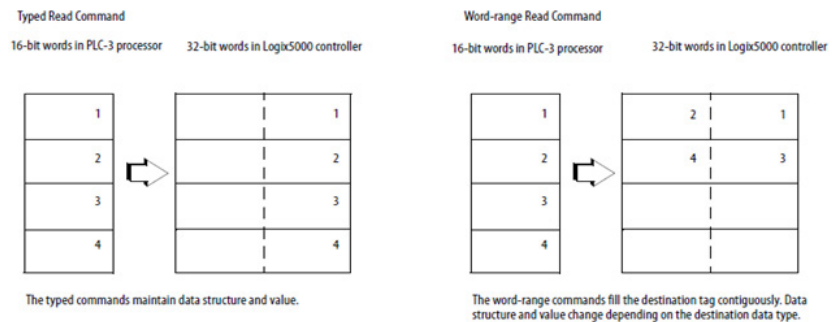 Typed Read Command
16-bit words in PLC-3 processor
32-bit words in Logix5000 controller
1
1
2
2
3
3
4
4
The typed commands maintain data structure and value.
Word-range Read Command
16-bit words in PLC-3 processor
32-bit words in Logix5000 controller
1
2
1
2
4
3
3
4
The word-range commands fill the destination tag contiguously. Data
structure and value change depending on the destination data type.